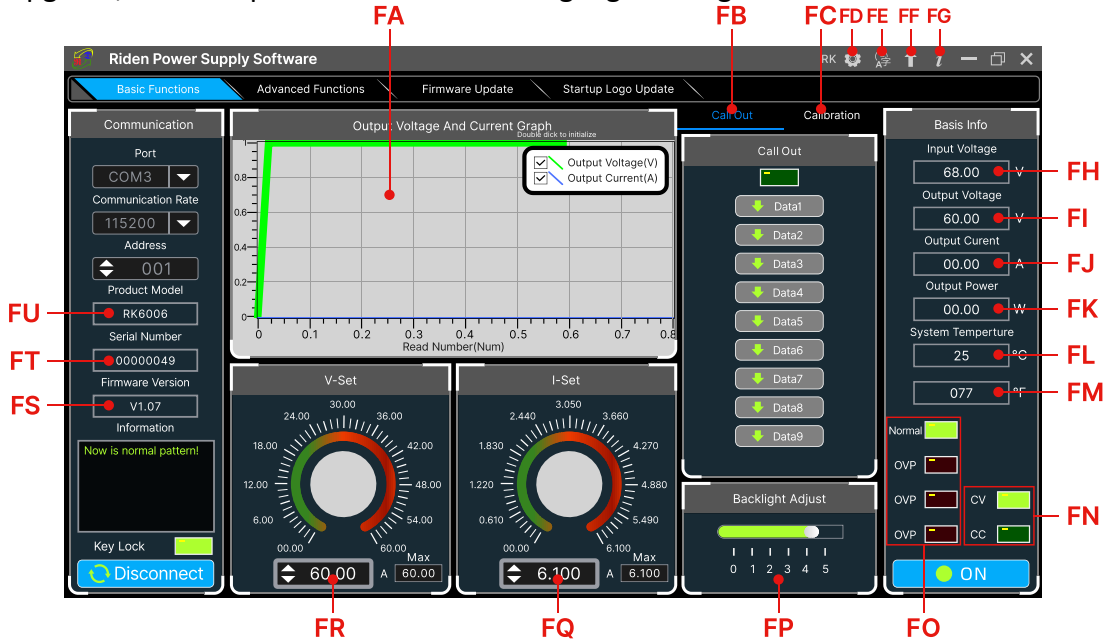 FA
FB
FC
FD
FE
FF
FG
Riden Power Supply Software
RK
Basic Functions
Advanced Functions
Firmware Update
Startup Logo Update
Communication
Port
COM3
Communication Rate
115200
Address
001
Product Model
FU
RK6006
Serial Number
FT
00000049
Firmware Version
FS
V1.07
Information
Now is normal pattern!
Key Lock
Disconnect
Output Voltage And Current Graph
Double dick to initialize
Output Voltage(V)
Output Current(A)
1
0.8
0.6
0.4
0.2
0
0 0.1 0.2 0.3 0.4 0.5 0.6 0.7 0.8
Read Number(Num)
V-Set
30.00
24.00 36.00
18.00 42.00
12.00 48.00
6.00 54.00
00.00 60.00
Max
60.00 A 60.00
FR
I-Set
3.050
2.440 3.660
1.830 4.270
1.220 4.880
0.610 5.490
00.00 6.100
Max
6.100 A 6.100
FQ
Call Out
Calibration
Call Out
Data1
Data2
Data3
Data4
Data5
Data6
Data7
Data8
Data9
Backlight Adjust
0 1 2 3 4 5
FP
Basis Info
Input Voltage
68.00 V FH
Output Voltage
60.00 V FI
Output Curent
00.00 A FJ
Output Power
00.00 W FK
System Temperture
25 °C FL
077 °F FM
Normal
OVP
OVP CV
FN
OVP CC
ON
FO